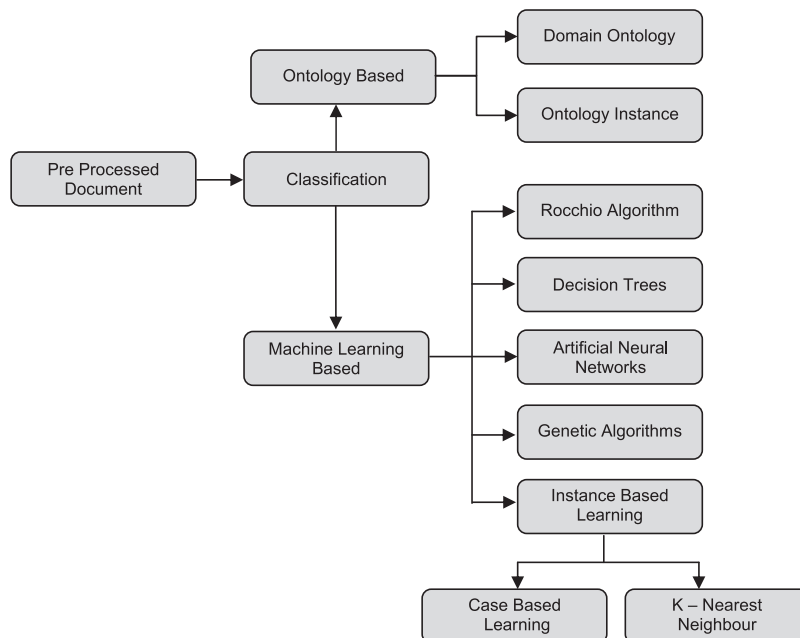 Domain Ontology
Ontology Based
Ontology Instance
Pre Processed
Document
Classification
Rocchio Algorithm
Decision Trees
Machine Learning
Based
Artificial Neural
Networks
Genetic Algorithms
Instance Based
Learning
Case Based
Learning
K – Nearest
Neighbour